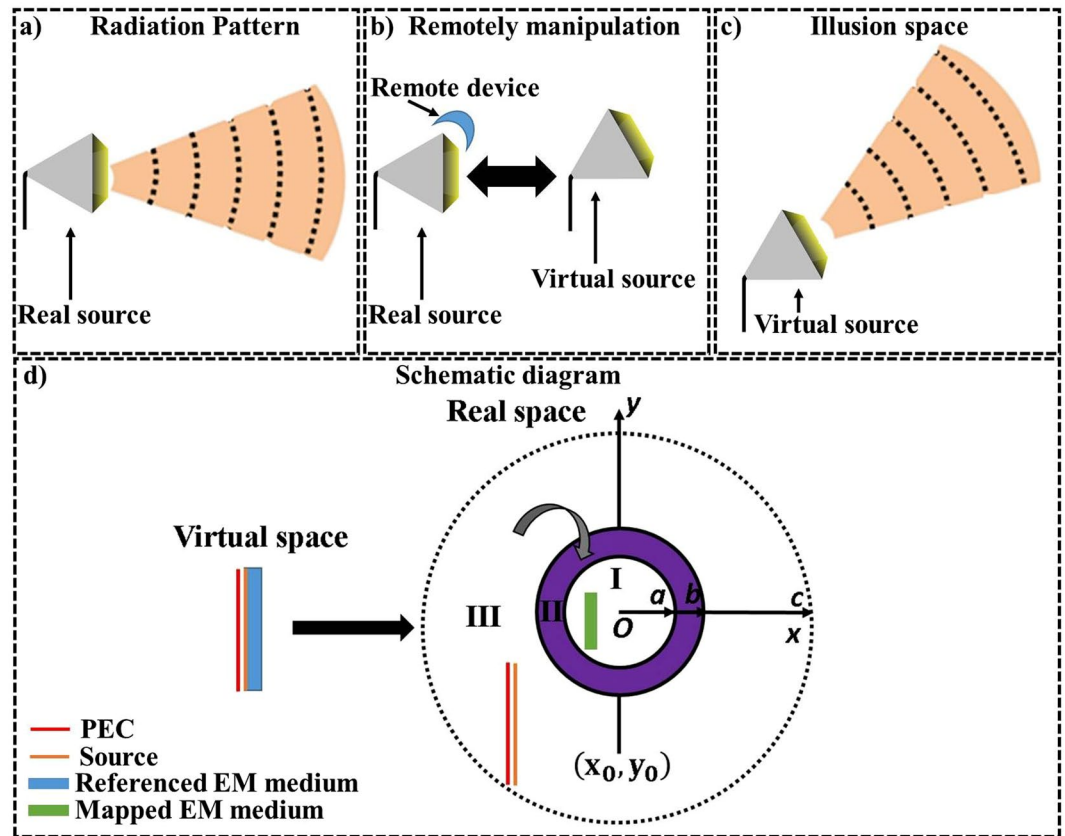 a) Radiation Pattern
Real source
b) Remotely manipulation
Remote device
Virtual source
Real source
c) Illusion space
Virtual source
d) Schematic diagram
Real space
y
Virtual space
I
II
III
a
b
c
O
x
(x₀, y₀)
PEC
Source
Referenced EM medium
Mapped EM medium